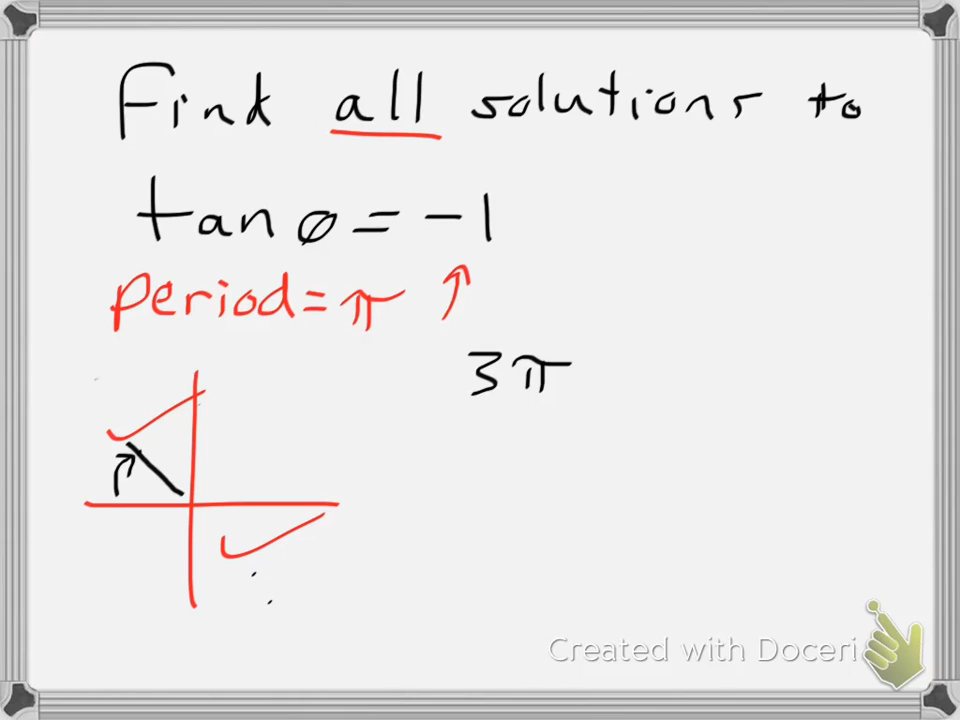 Find all solutions to
tan ø = -1
period = π ↑
3π
Created with Doceri